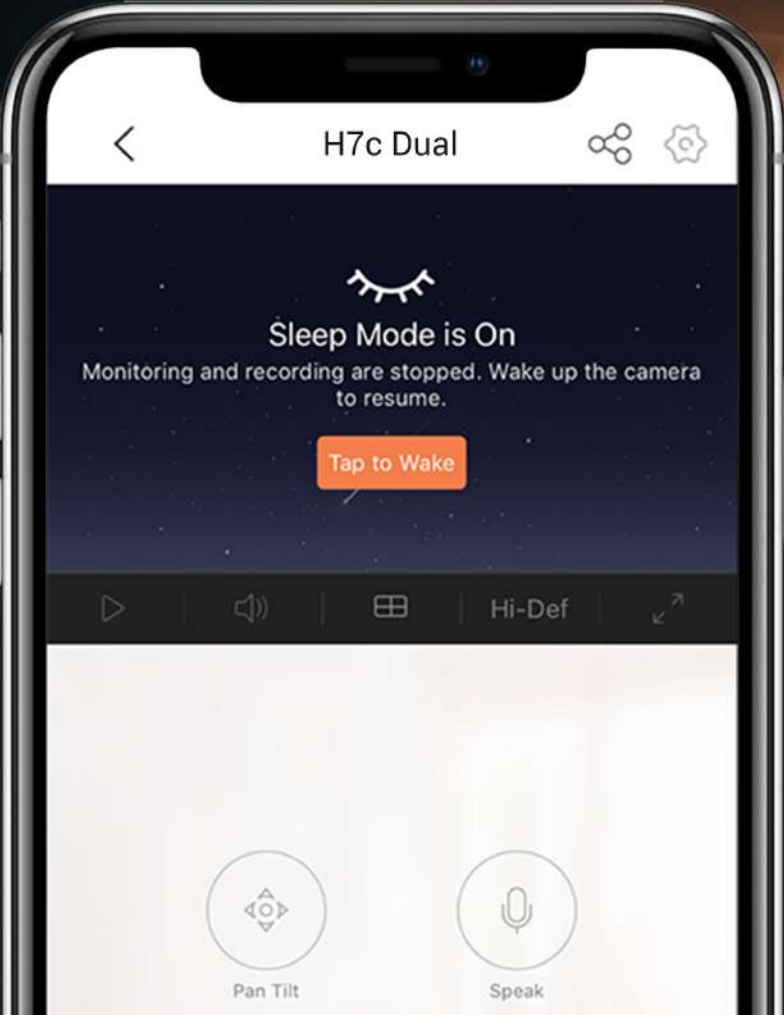 H7c Dual
Sleep Mode is On
Monitoring and recording are stopped. Wake up the camera
to resume.
Tap to Wake
Hi-Def
Pan Tilt
Speak